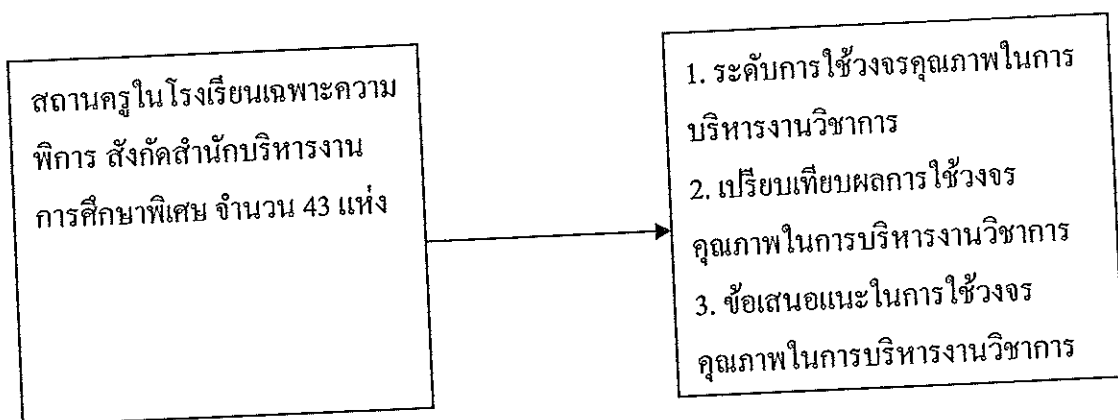 สถานครูในโรงเรียนเฉพาะความ
พิการ สังกัดสำนักบริหารงาน
การศึกษาพิเศษ จำนวน 43 แห่ง
1. ระดับการใช้วงจรคุณภาพในการ
บริหารงานวิชาการ
2. เปรียบเทียบผลการใช้วงจร
คุณภาพในการบริหารงานวิชาการ
3. ข้อเสนอแนะในการใช้วงจร
คุณภาพในการบริหารงานวิชาการ